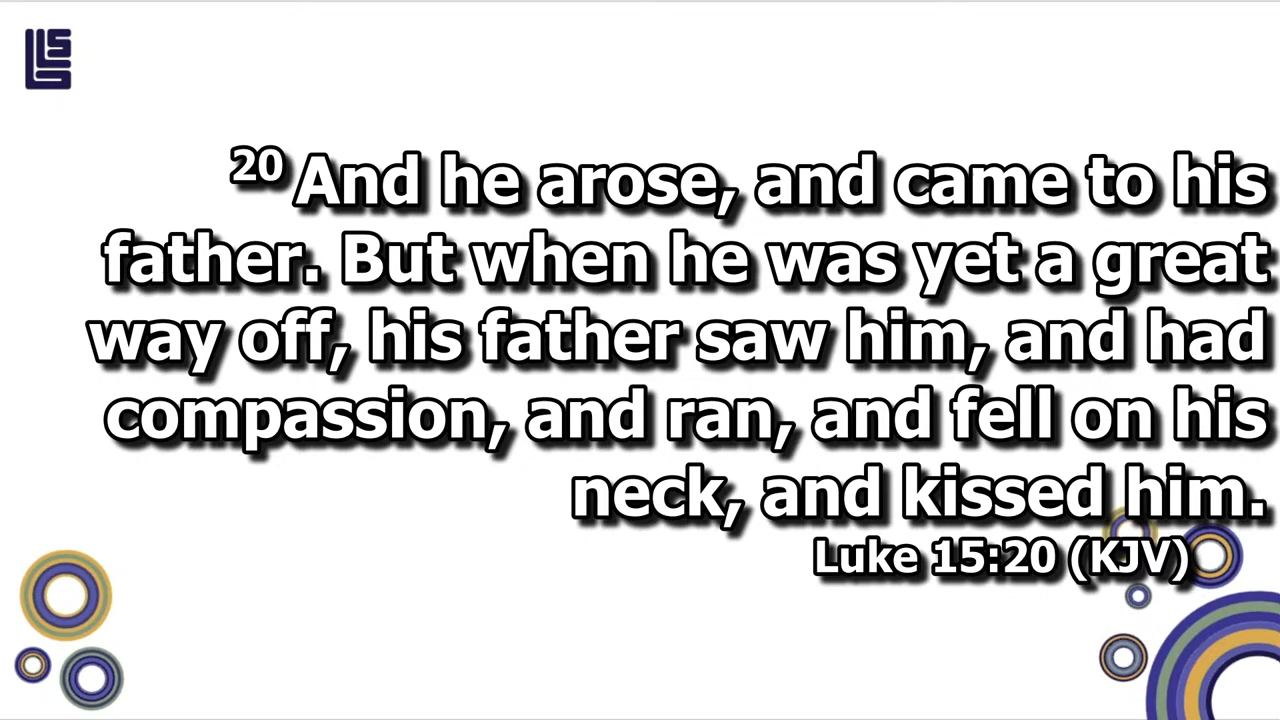 20 And he arose, and came to his
father. But when he was yet a great
way off, his father saw him, and had
compassion, and ran, and fell on his
neck, and kissed him.
Luke 15:20 (KJV)